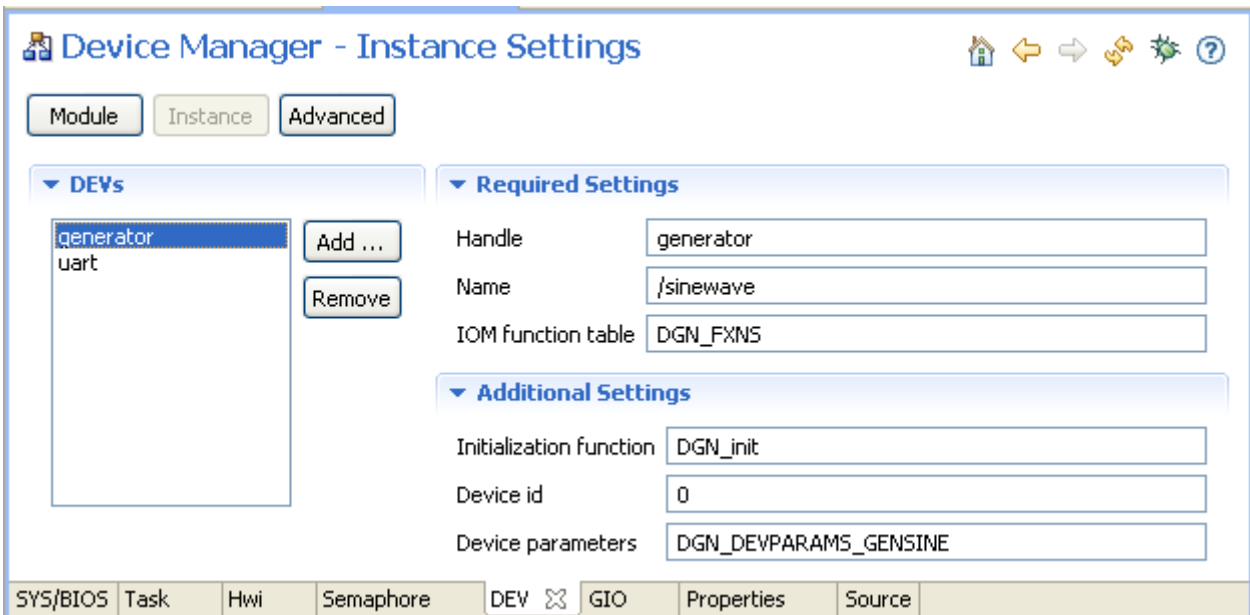 Device Manager - Instance Settings
Module Instance Advanced
DEVs
generator
uart
Add ...
Remove
Required Settings
Handle generator
Name /sinewave
IOM function table DGN_FXNS
Additional Settings
Initialization function DGN_init
Device id 0
Device parameters DGN_DEVPARAMS_GENSINE
SYS/BIOS Task Hwi Semaphore DEV GIO Properties Source